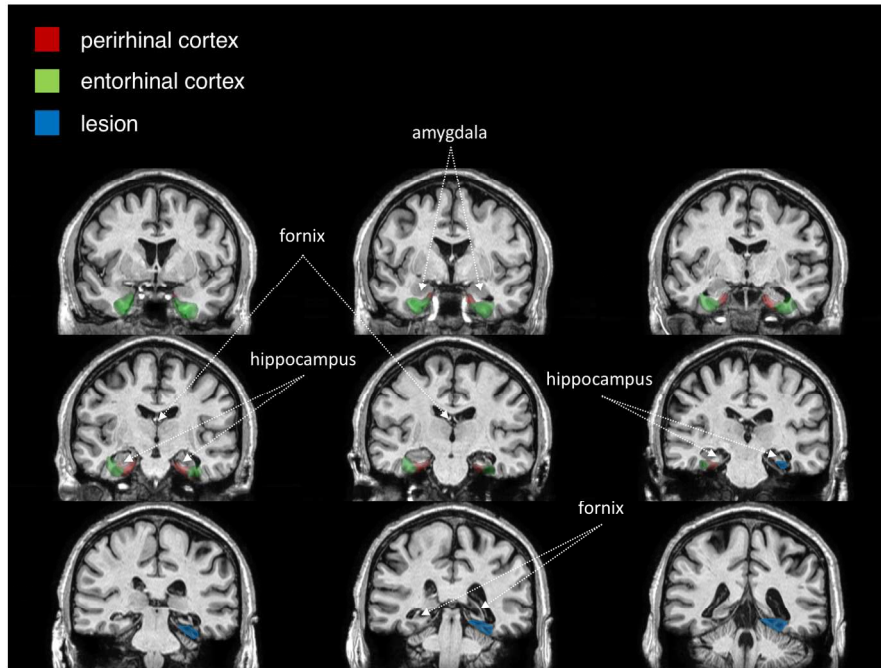 perirhinal cortex
entorhinal cortex
lesion
amygdala
fornix
hippocampus
hippocampus
fornix